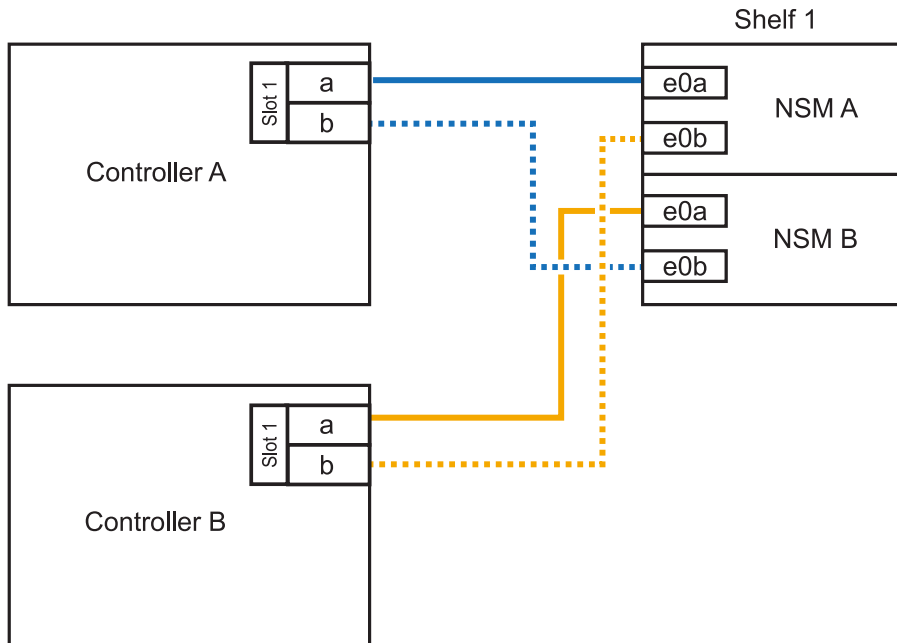 Shelf 1
Slot 1
a
b
Controller A
e0a
e0b
NSM A
e0a
e0b
NSM B
Slot 1
a
b
Controller B